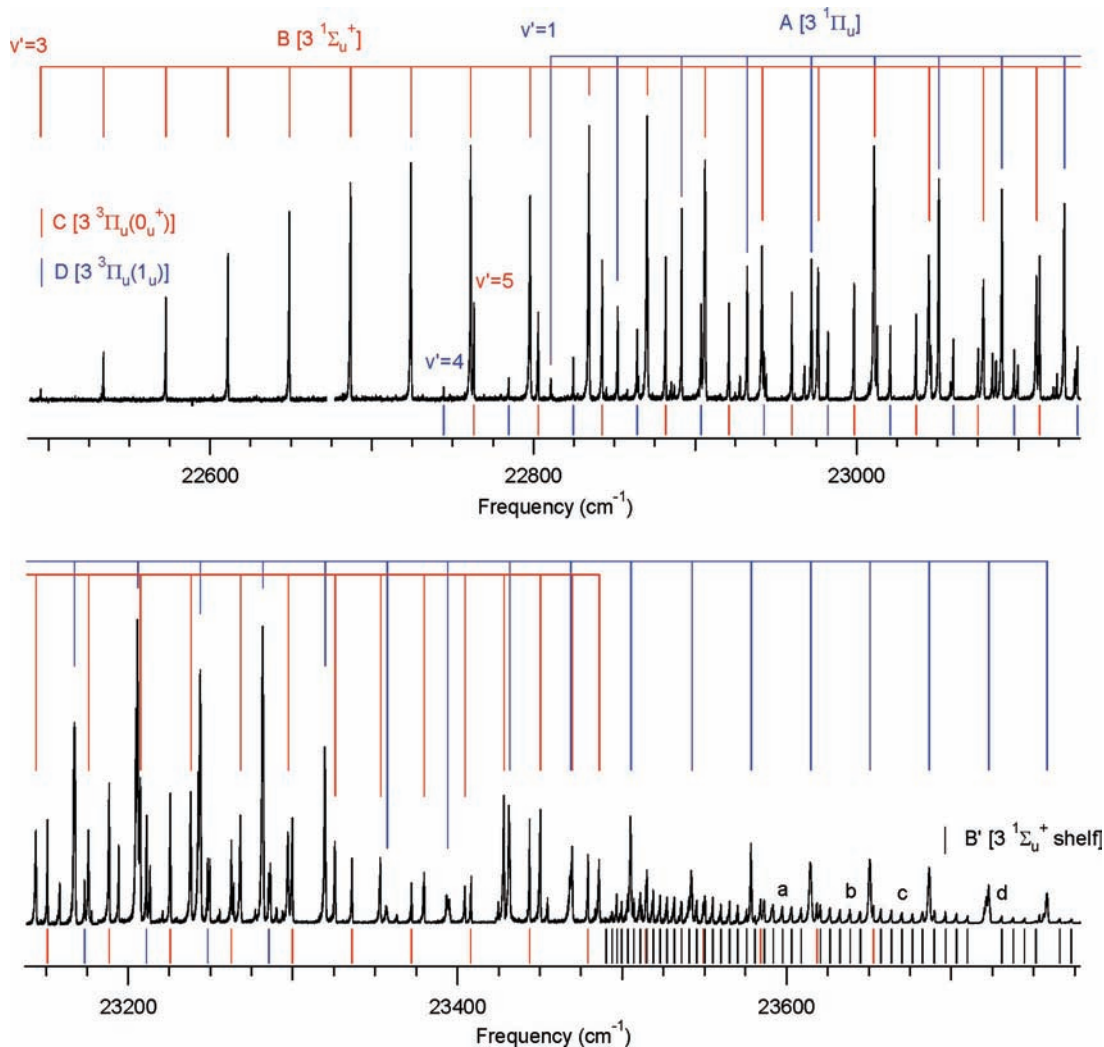 v'=3
B [3 ¹Σᵤ⁺]
v'=1
A [3 ¹Πᵤ]
C [3 ³Πᵤ(0ᵤ⁺)]
D [3 ³Πᵤ(1ᵤ)]
v'=5
v'=4
22600
22800
23000
Frequency (cm⁻¹)
B' [3 ¹Σᵤ⁺ shelf]
a
b
c
d
23200
23400
23600
Frequency (cm⁻¹)